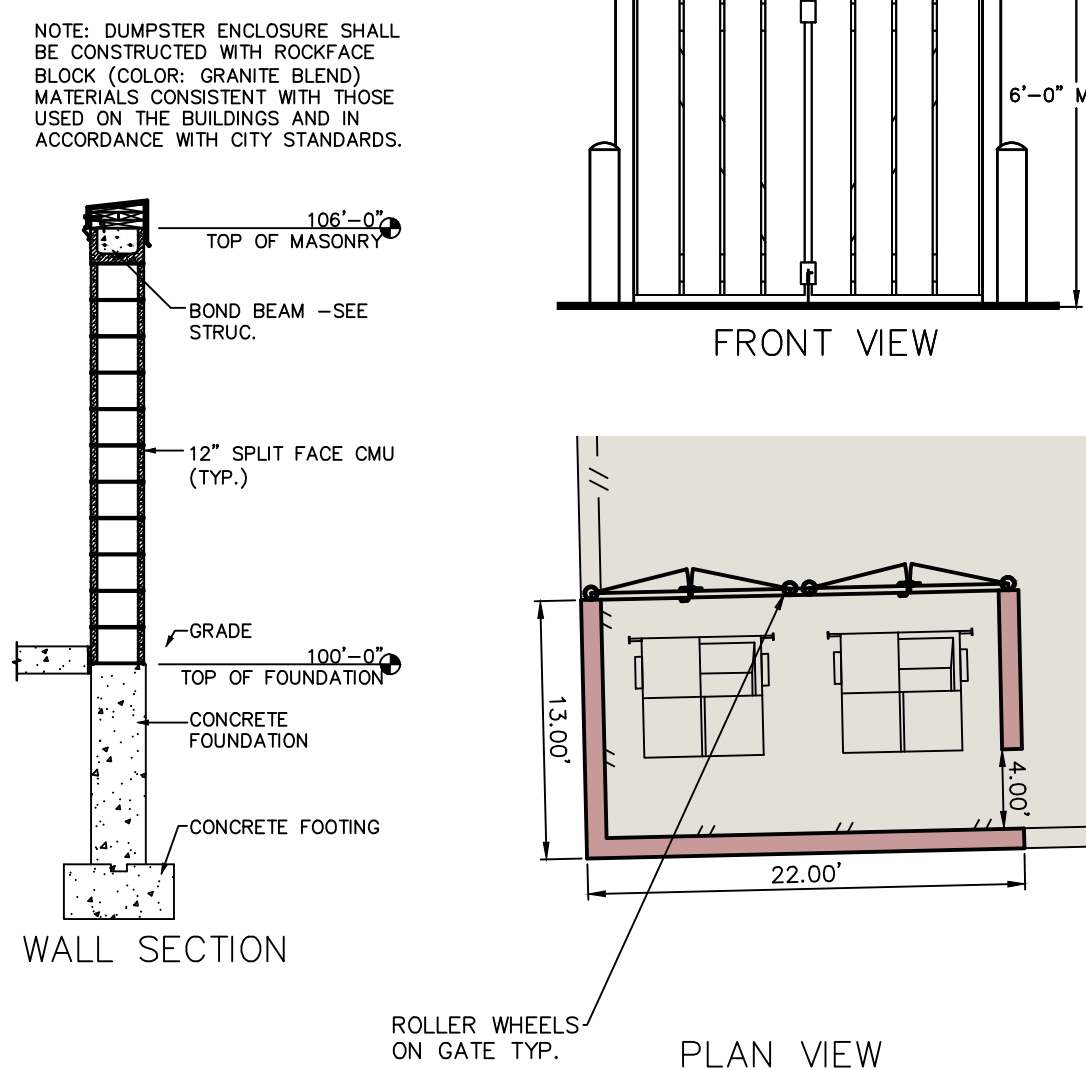 NOTE: DUMPSTER ENCLOSURE SHALL
BE CONSTRUCTED WITH ROCKFACE
BLOCK (COLOR: GRANITE BLEND)
MATERIALS CONSISTENT WITH THOSE
USED ON THE BUILDINGS AND IN
ACCORDANCE WITH CITY STANDARDS.
106'-0"
TOP OF MASONRY
BOND BEAM -SEE
STRUC.
12" SPLIT FACE CMU
(TYP.)
GRADE
100'-0"
TOP OF FOUNDATION
CONCRETE
FOUNDATION
CONCRETE FOOTING
WALL SECTION
6'-0" M
FRONT VIEW
13.00'
4.00'
22.00'
ROLLER WHEELS
ON GATE TYP.
PLAN VIEW